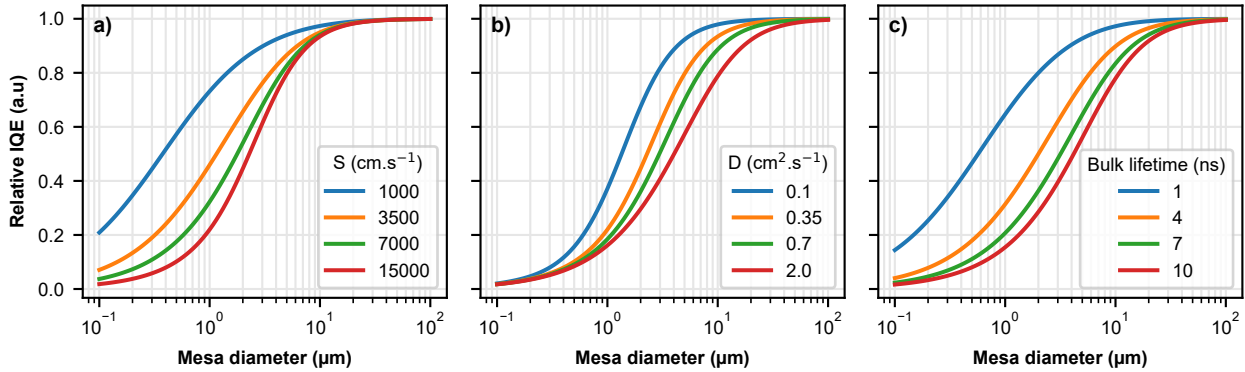 a)
b)
c)
Relative IQE (a.u)
1.0
0.8
0.6
0.4
0.2
0.0
S (cm.s⁻¹)
1000
3500
7000
15000
D (cm².s⁻¹)
0.1
0.35
0.7
2.0
Bulk lifetime (ns)
1
4
7
10
10⁻¹ 10⁰ 10¹ 10²
10⁻¹ 10⁰ 10¹ 10²
10⁻¹ 10⁰ 10¹ 10²
Mesa diameter (μm)
Mesa diameter (μm)
Mesa diameter (μm)